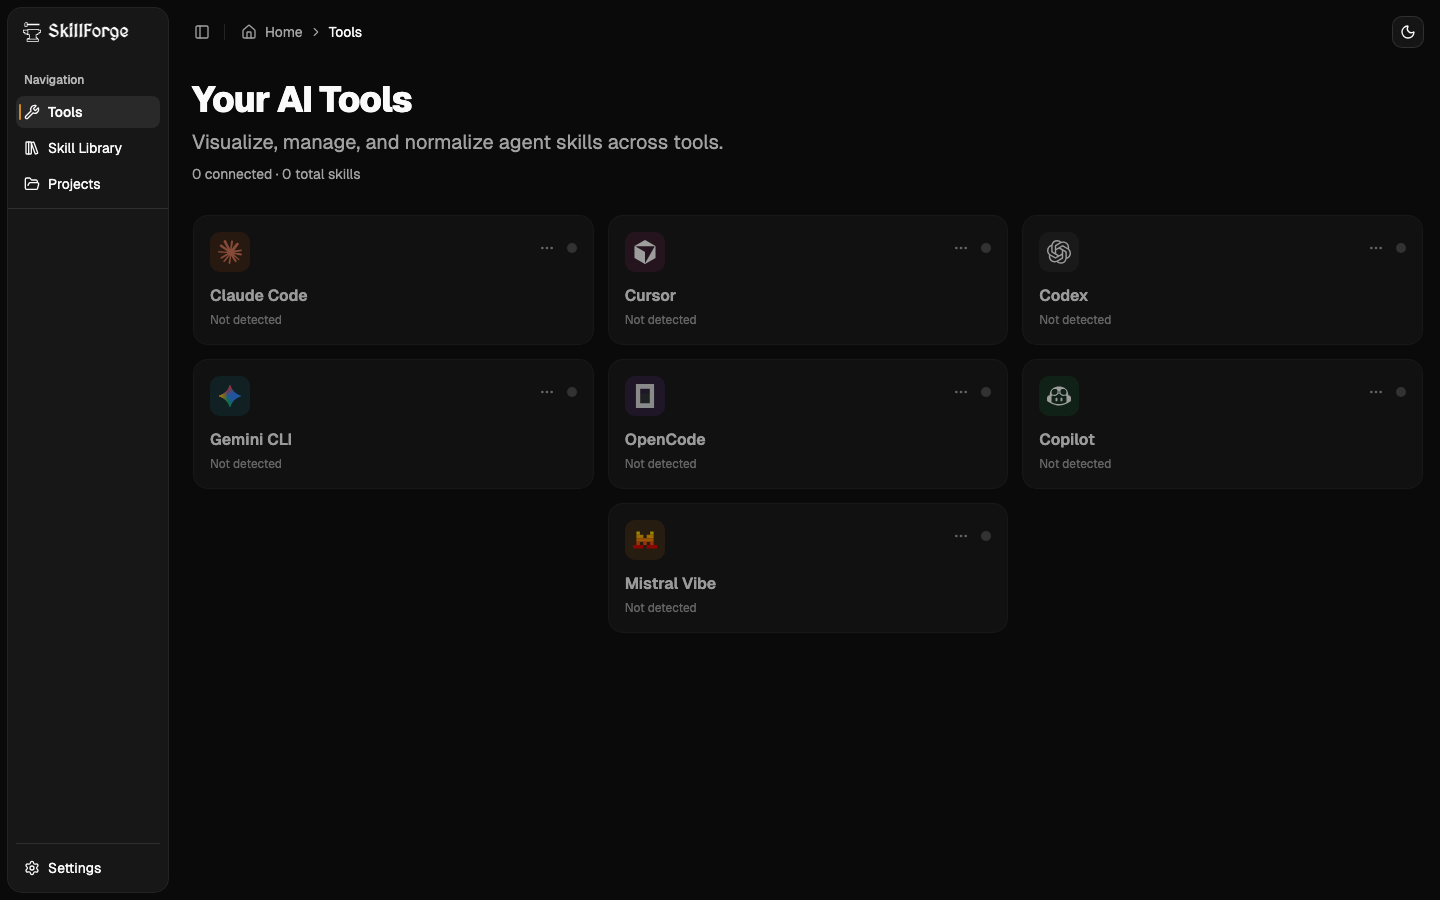 SkillForge
Home
Tools
Navigation
Tools
Skill Library
Projects
Your AI Tools
Visualize, manage, and normalize agent skills across tools.
0 connected · 0 total skills
Claude Code
Not detected
Cursor
Not detected
Codex
Not detected
Gemini CLI
Not detected
OpenCode
Not detected
Copilot
Not detected
Mistral Vibe
Not detected
Settings